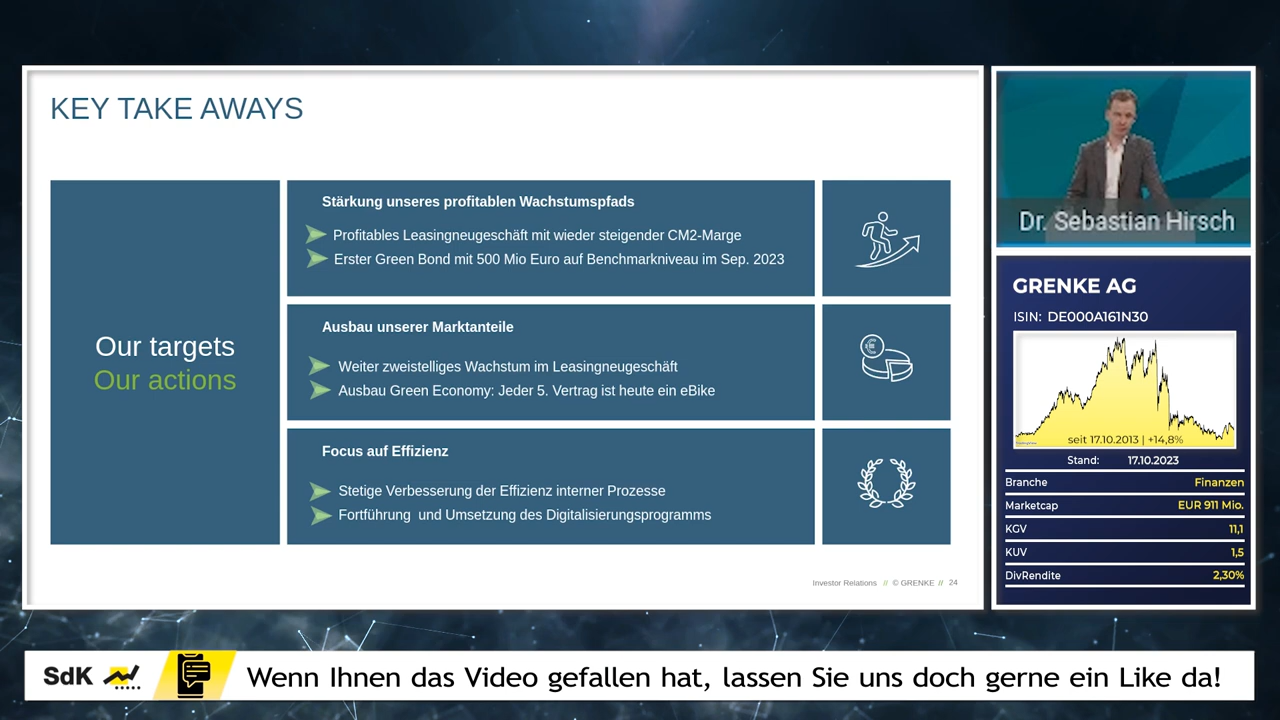 KEY TAKE AWAYS
Our targets
Our actions
Stärkung unseres profitablen Wachstumspfads
Profitables Leasingneugeschäft mit wieder steigender CM2-Marge
Erster Green Bond mit 500 Mio Euro auf Benchmarkniveau im Sep. 2023
Ausbau unserer Marktanteile
Weiter zweistelliges Wachstum im Leasingneugeschäft
Ausbau Green Economy: Jeder 5. Vertrag ist heute ein eBike
Focus auf Effizienz
Stetige Verbesserung der Effizienz interner Prozesse
Fortführung und Umsetzung des Digitalisierungsprogramms
Investor Relations // © GRENKE // 24
Dr. Sebastian Hirsch
GRENKE AG
ISIN: DE000A161N30
seit 17.10.2013 | +14,8%
Stand: 17.10.2023
Branche Finanzen
Marketcap EUR 911 Mio.
KGV 11,1
KUV 1,5
DivRendite 2,30%
SdK
Wenn Ihnen das Video gefallen hat, lassen Sie uns doch gerne ein Like da!